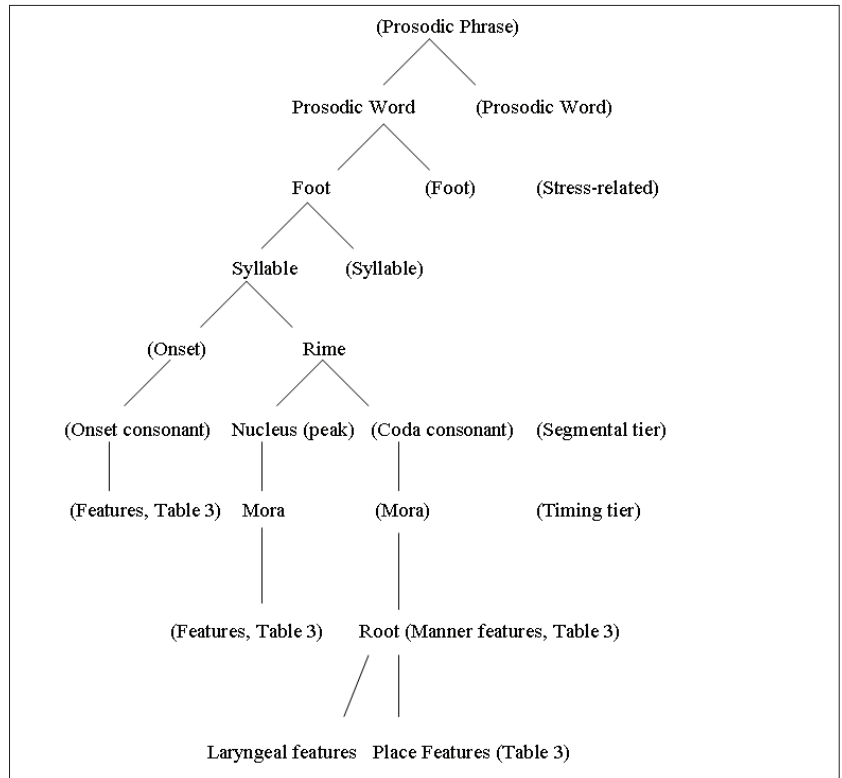 (Prosodic Phrase)
Prosodic Word (Prosodic Word)
Foot (Foot) (Stress-related)
Syllable (Syllable)
(Onset) Rime
(Onset consonant) Nucleus (peak) (Coda consonant) (Segmental tier)
(Features, Table 3) Mora (Mora) (Timing tier)
(Features, Table 3) Root (Manner features, Table 3)
Laryngeal features Place Features (Table 3)